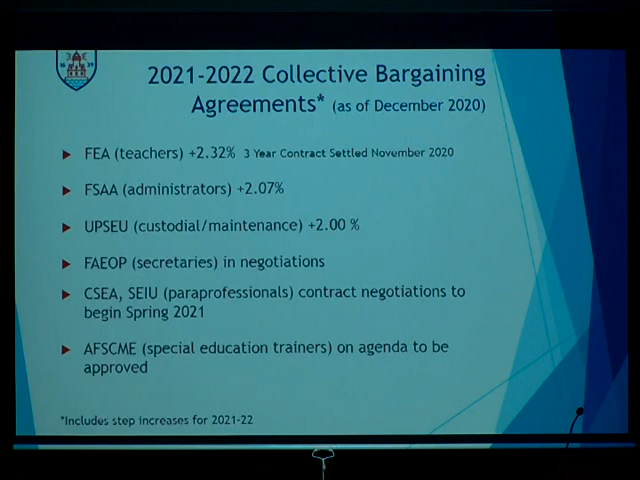 2021-2022 Collective Bargaining
Agreements* (as of December 2020)
FEA (teachers) +2.32% 3 Year Contract Settled November 2020
FSAA (administrators) +2.07%
UPSEU (custodial/maintenance) +2.00 %
FAEOP (secretaries) in negotiations
CSEA, SEIU (paraprofessionals) contract negotiations to
begin Spring 2021
AFSCME (special education trainers) on agenda to be
approved
*Includes step increases for 2021-22